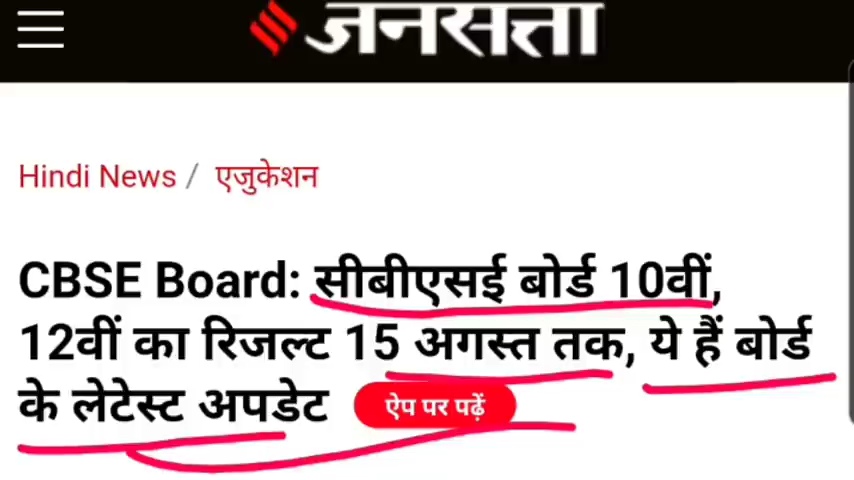 जनसत्ता
Hindi News / एजुकेशन
CBSE Board: सीबीएसई बोर्ड 10वीं,
12वीं का रिजल्ट 15 अगस्त तक, ये हैं बोर्ड
के लेटेस्ट अपडेट ऐप पर पढ़ें